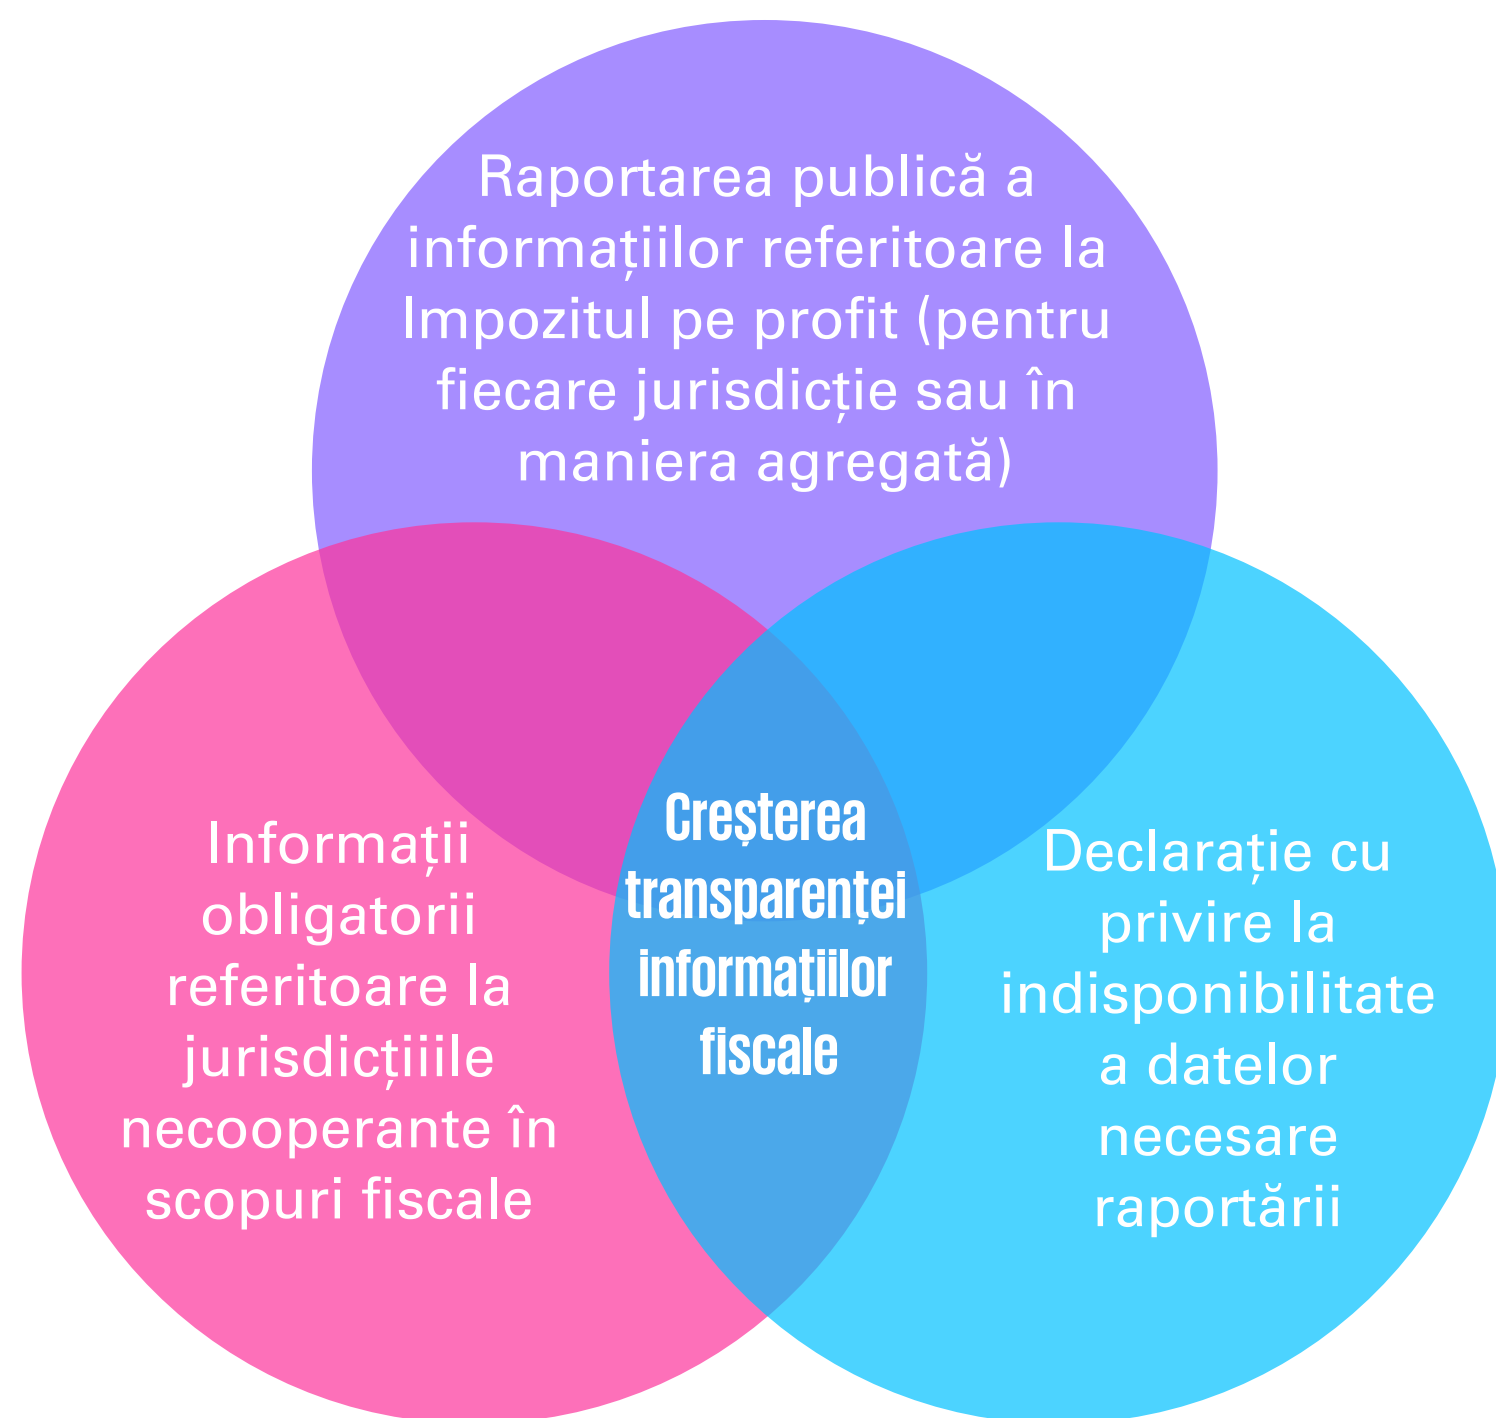 Raportarea publică a
informațiilor referitoare la
Impozitul pe profit (pentru
fiecare jurisdicție sau în
maniera agregată)
Informații
obligatorii
referitoare la
jurisdicțiiile
necooperante în
scopuri fiscale
Creșterea
transparenței
informațiilor
fiscale
Declarație cu
privire la
indisponibilitate
a datelor
necesare
raportării